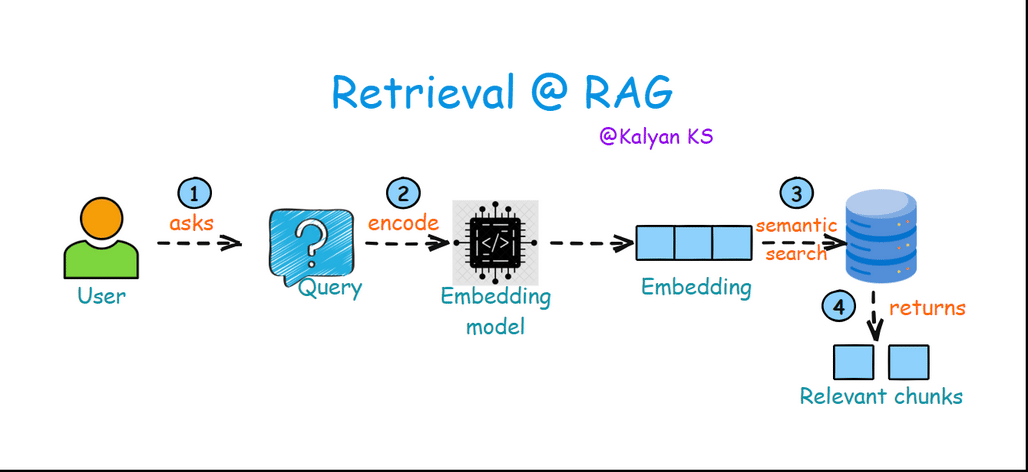 Retrieval @ RAG
@Kalyan KS
1
asks
2
encode
3
semantic
search
User
Query
</>
Embedding
model
Embedding
4
returns
Relevant chunks